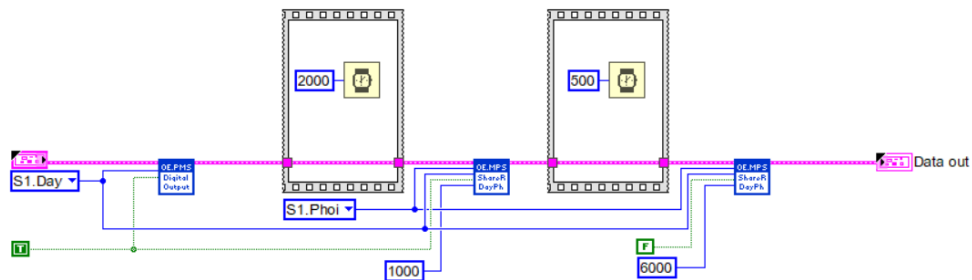 2000
500
OE.PMS
Digital
Output
OE.MPS
ShareR
DayPh
OE.MPS
ShareR
DayPh
Data out
S1.Day
S1.Phoi
T
F
1000
6000